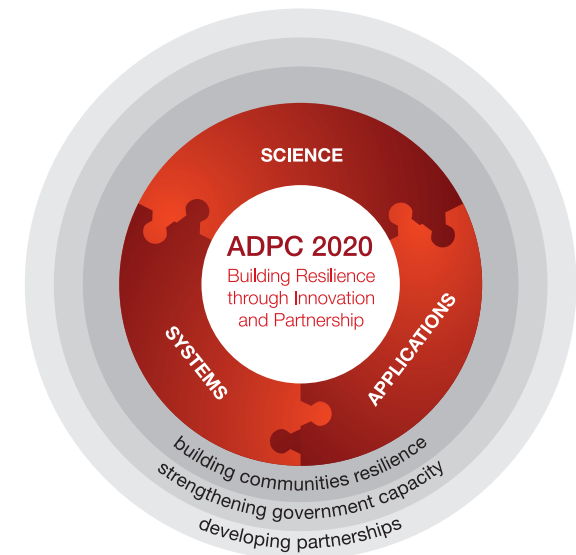 SCIENCE
ADPC 2020
Building Resilience
through Innovation
and Partnership
SYSTEMS
APPLICATIONS
building communities resilience
strengthening government capacity
developing partnerships